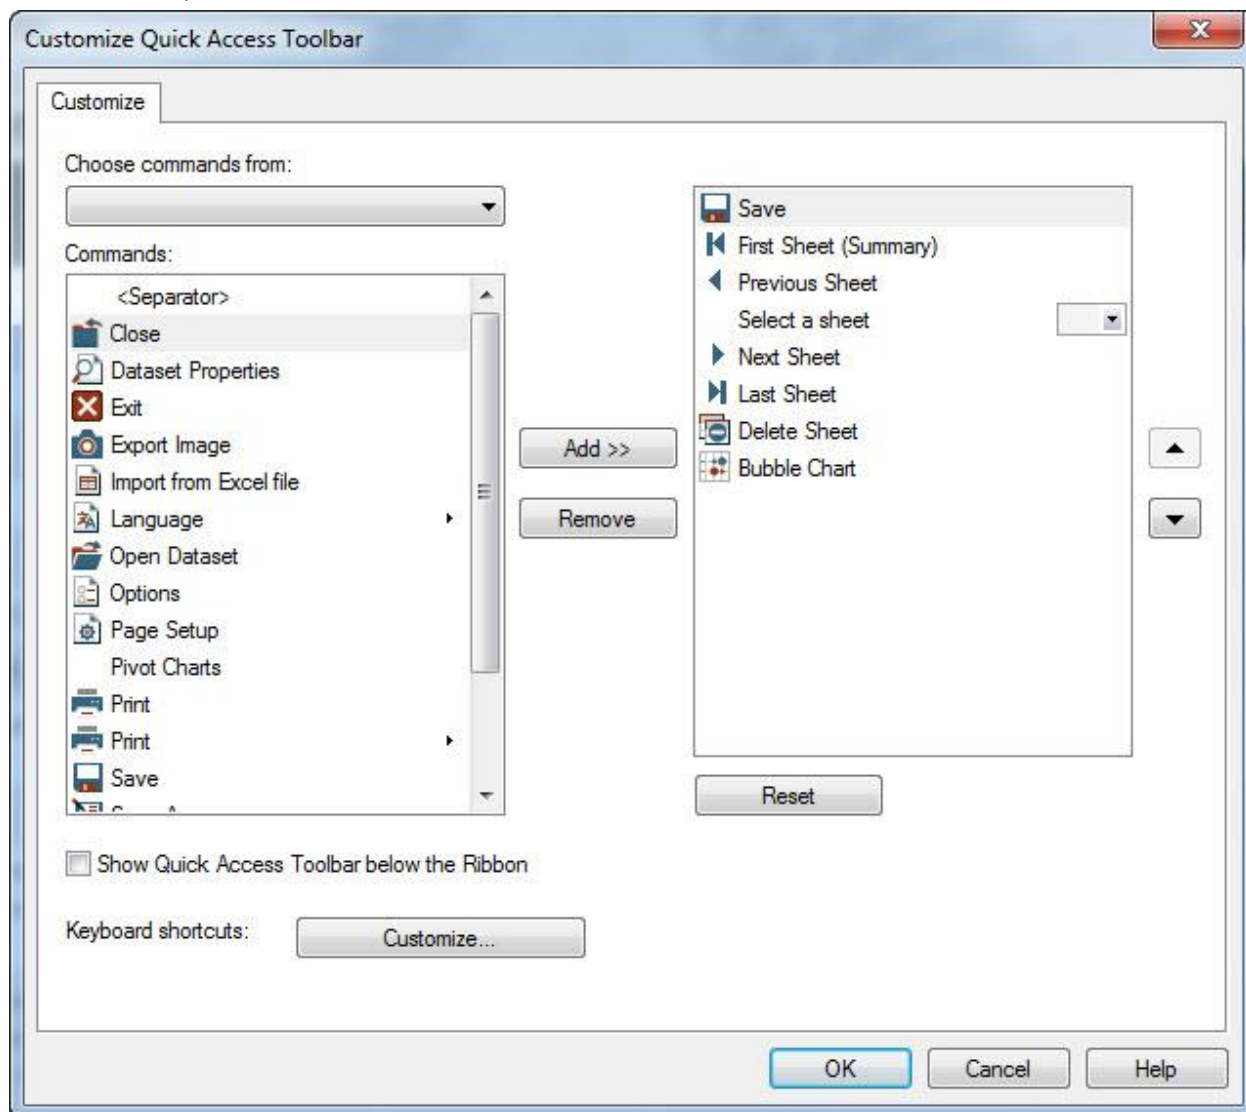 Customize Quick Access Toolbar
Customize
Choose commands from:
Commands:
<Separator>
Close
Dataset Properties
Exit
Export Image
Import from Excel file
Language
Open Dataset
Options
Page Setup
Pivot Charts
Print
Print
Save
Add >>
Remove
Save
First Sheet (Summary)
Previous Sheet
Select a sheet
Next Sheet
Last Sheet
Delete Sheet
Bubble Chart
Reset
Show Quick Access Toolbar below the Ribbon
Keyboard shortcuts:
Customize...
OK
Cancel
Help